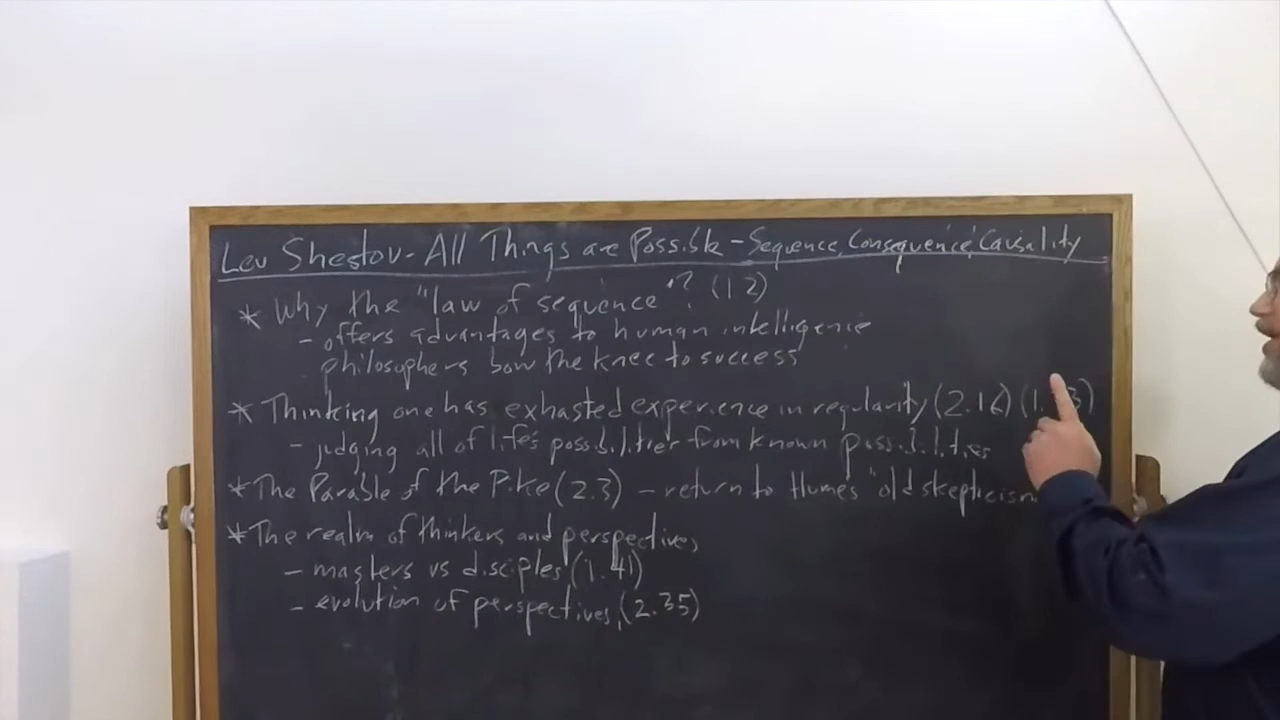 Lev Shestov - All Things are Possible - Sequence, Consequence, Causality
* Why the "law of sequence"? (1.2)
- offers advantages to human intelligence
philosophers bow the knee to success
* Thinking one has exhasted experience in regularity (2.16)
- judging all of life's possibilities from known possibilities
* The Parable of the Pike (2.3) - return to Hume's "old skepticism
* The realm of thinkers and perspectives
- masters vs disciples (1.41)
- evolution of perspectives, (2.35)